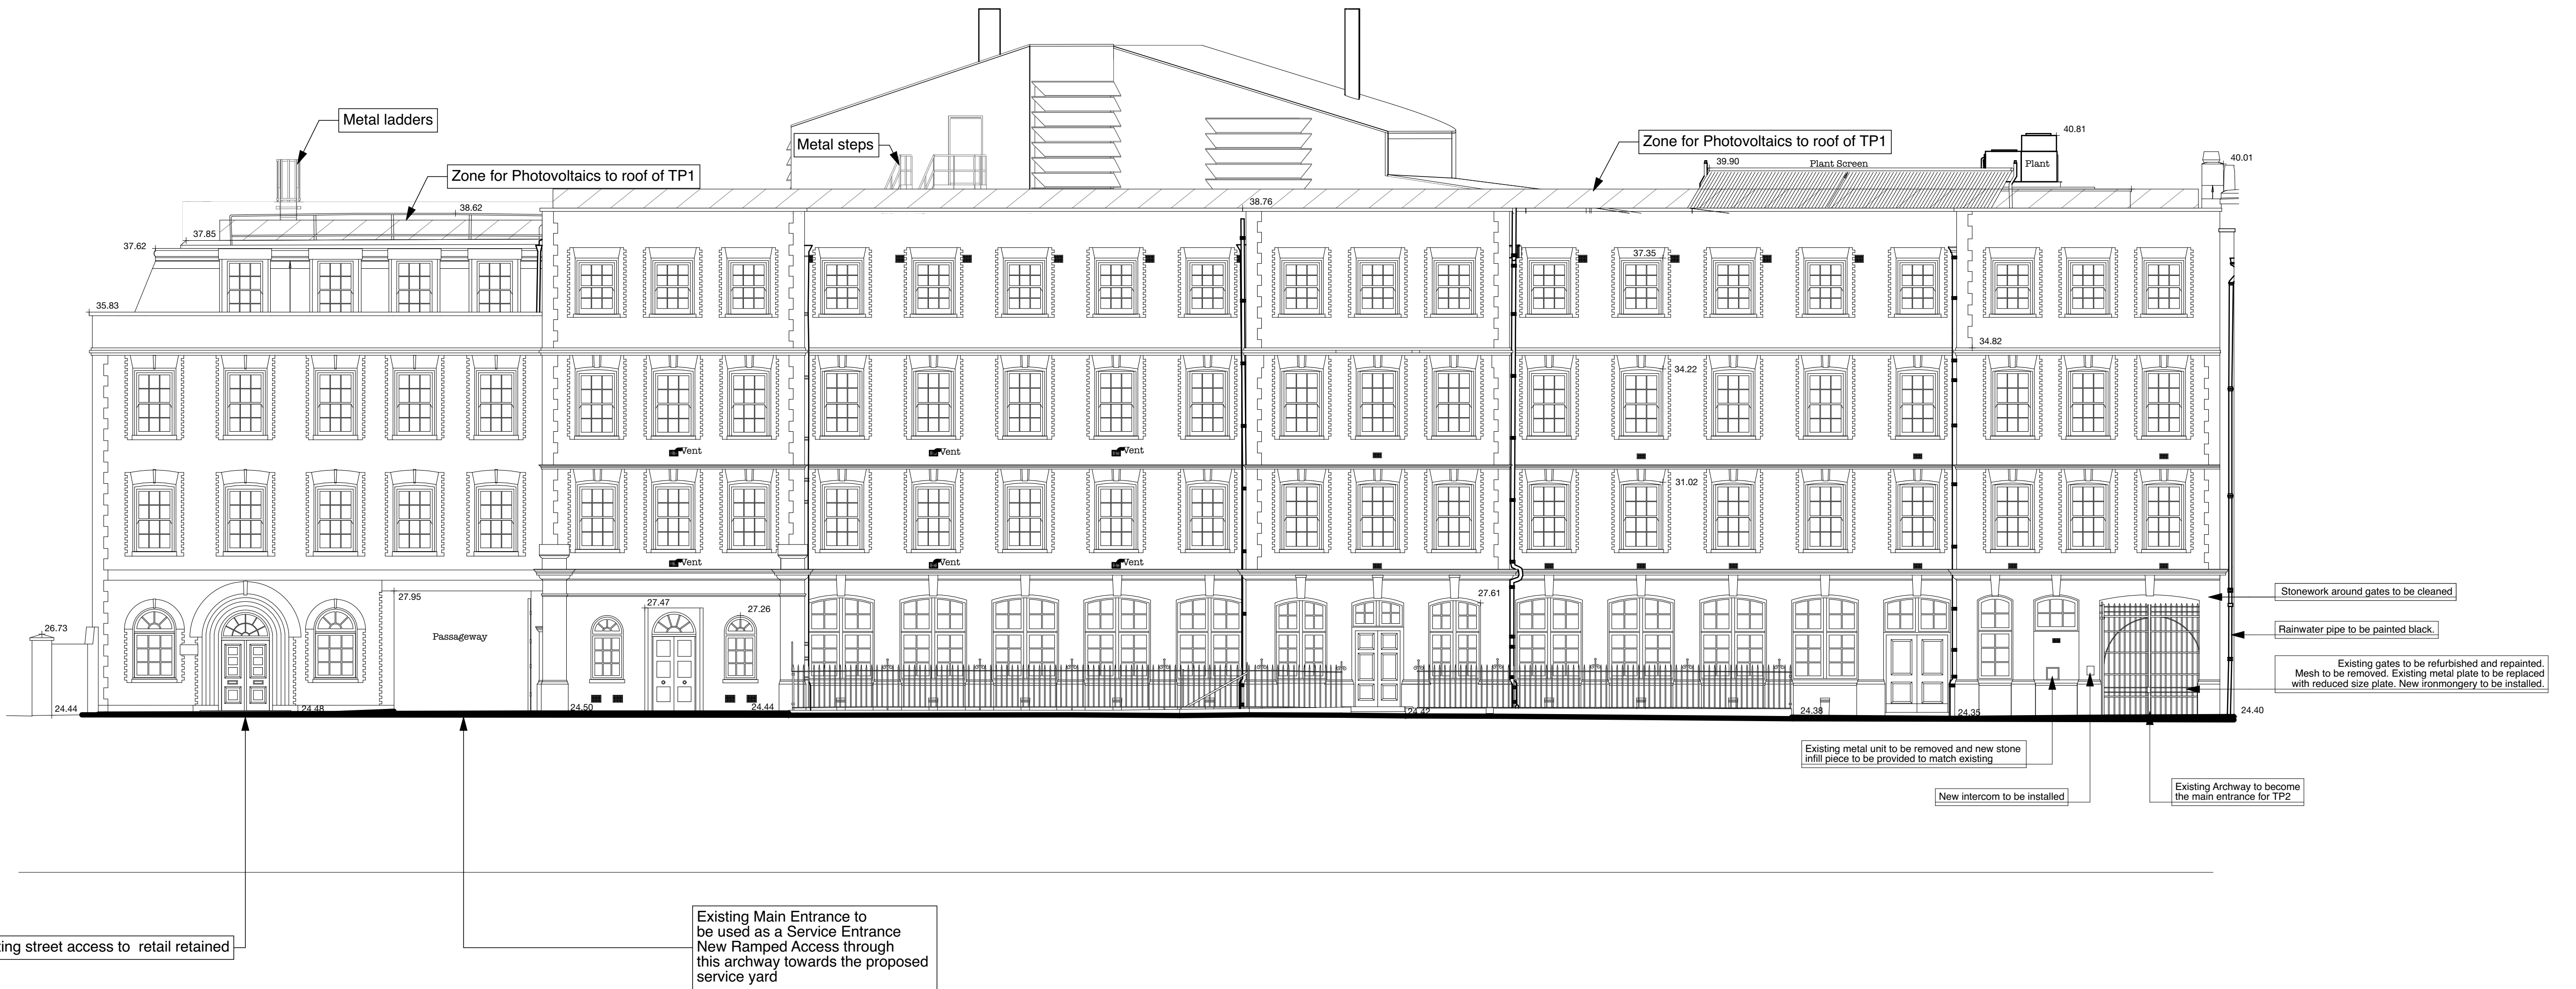 Metal ladders
Metal steps
Zone for Photovoltaics to roof of TP1
40.81
39.90
Plant Screen
Plant
40.01
Zone for Photovoltaics to roof of TP1
38.62
38.76
37.85
37.62
37.35
35.83
34.82
34.22
Vent
Vent
Vent
31.02
Vent
Vent
Vent
27.95
27.47
27.26
27.61
Stonework around gates to be cleaned
26.73
Passageway
Rainwater pipe to be painted black.
Existing gates to be refurbished and repainted.
Mesh to be removed. Existing metal plate to be replaced
with reduced size plate. New ironmongery to be installed.
24.44
24.48
24.50
24.44
24.42
24.38
24.35
24.40
Existing metal unit to be removed and new stone
infill piece to be provided to match existing
New intercom to be installed
Existing Archway to become
the main entrance for TP2
Existing Main Entrance to
be used as a Service Entrance
New Ramped Access through
this archway towards the proposed
service yard
ting street access to retail retained